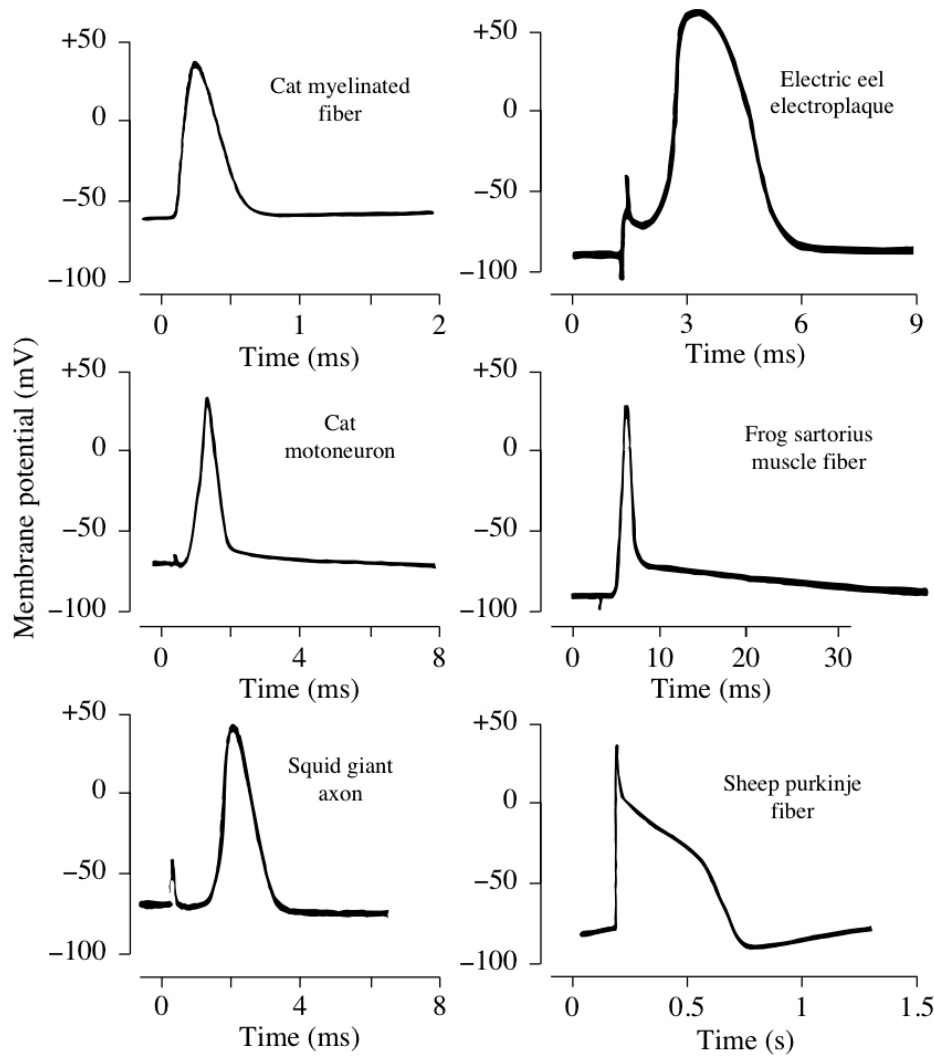 Membrane potential (mV)
+50
0
−50
−100
Cat myelinated
fiber
0 1 2
Time (ms)
+50
0
−50
−100
Electric eel
electroplaque
0 3 6 9
Time (ms)
+50
0
−50
−100
Cat
motoneuron
0 4 8
Time (ms)
+50
0
−50
−100
Frog sartorius
muscle fiber
0 10 20 30
Time (ms)
+50
0
−50
−100
Squid giant
axon
0 4 8
Time (ms)
+50
0
−50
−100
Sheep purkinje
fiber
0 0.5 1 1.5
Time (s)